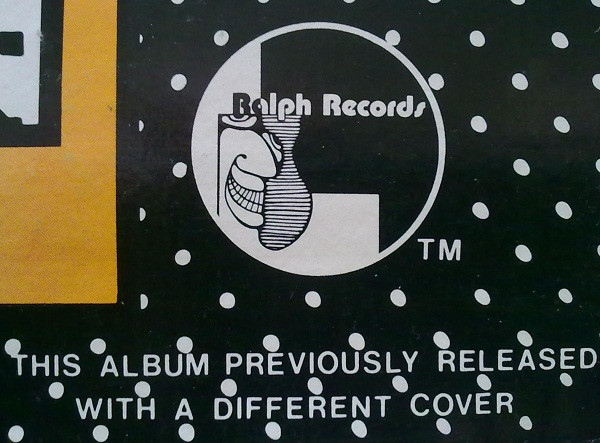 Ralph Records
TM
THIS ALBUM PREVIOUSLY RELEASED
WITH A DIFFERENT COVER